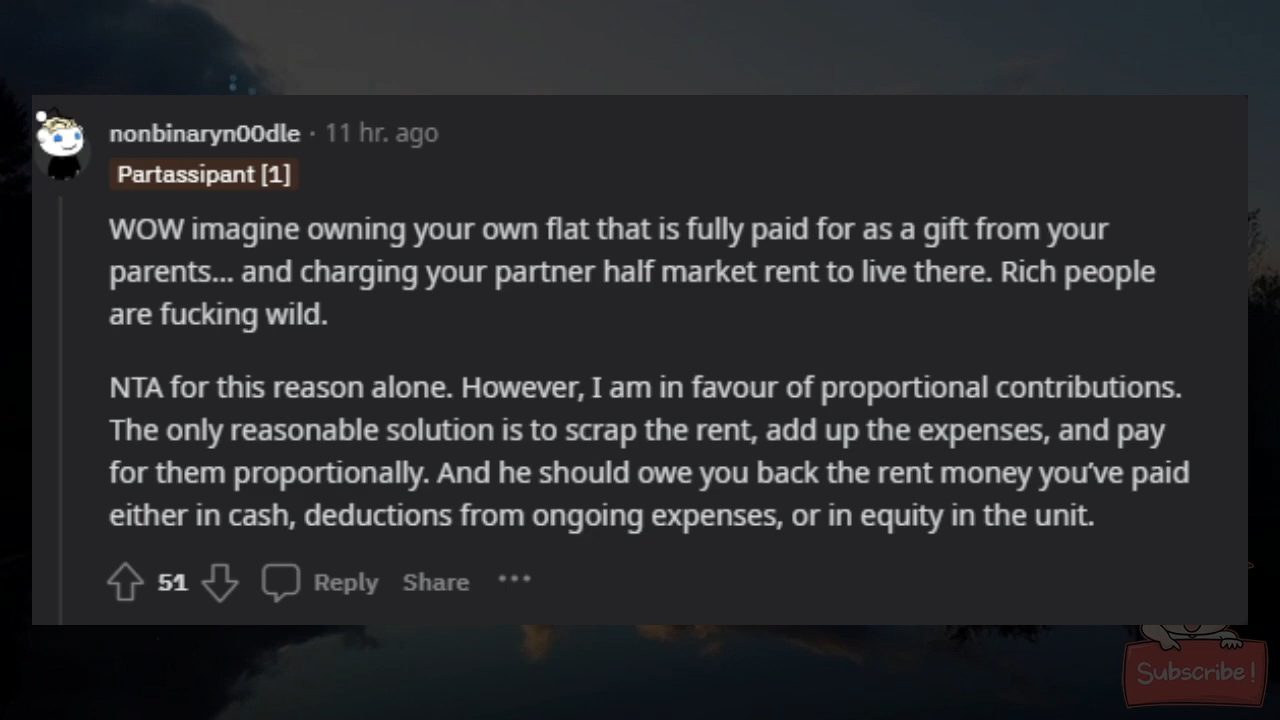 nonbinaryn00dle · 11 hr. ago
Partassipant [1]
WOW imagine owning your own flat that is fully paid for as a gift from your
parents... and charging your partner half market rent to live there. Rich people
are fucking wild.
NTA for this reason alone. However, I am in favour of proportional contributions.
The only reasonable solution is to scrap the rent, add up the expenses, and pay
for them proportionally. And he should owe you back the rent money you’ve paid
either in cash, deductions from ongoing expenses, or in equity in the unit.
51 Reply Share ···
Subscribe!